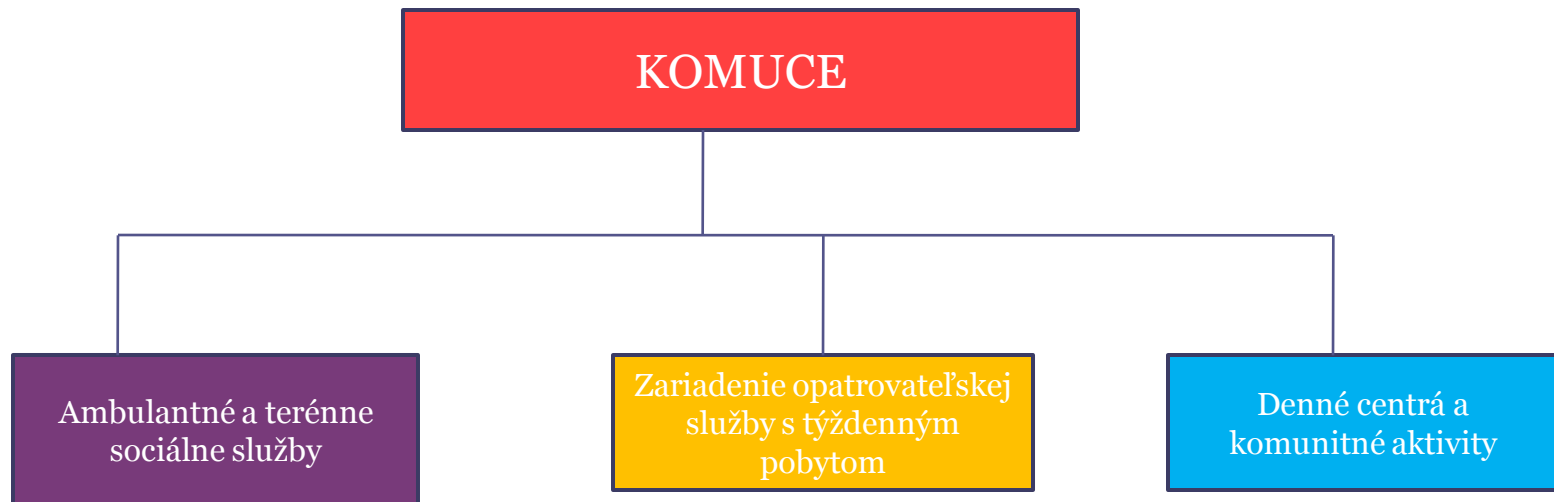 KOMUCE
Ambulantné a terénne
sociálne služby
Zariadenie opatrovateľskej
služby s týždenným
pobytom
Denné centrá a
komunitné aktivity